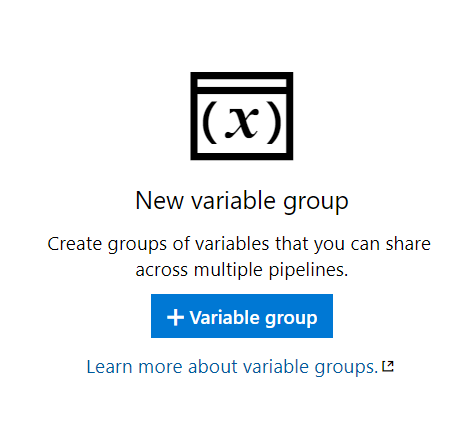 (x)
New variable group
Create groups of variables that you can share
across multiple pipelines.
+ Variable group
Learn more about variable groups.